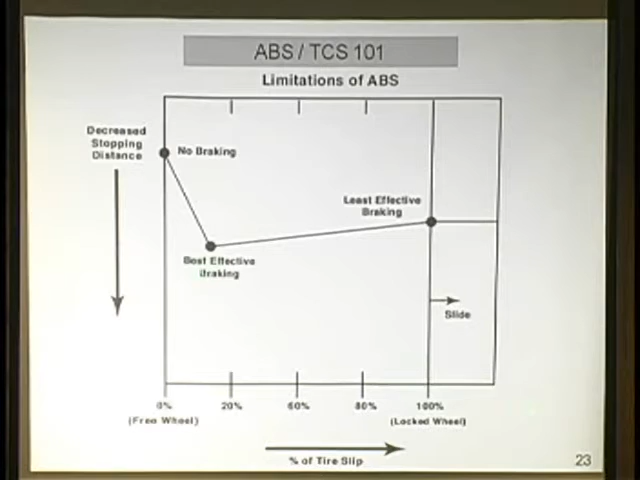 ABS / TCS 101
Limitations of ABS
Decreased
Stopping
Distance
No Braking
Least Effective
Braking
Best Effective
Braking
Slide
0%
20%
60%
80%
100%
(Free Wheel)
(Locked Wheel)
% of Tire Slip
23